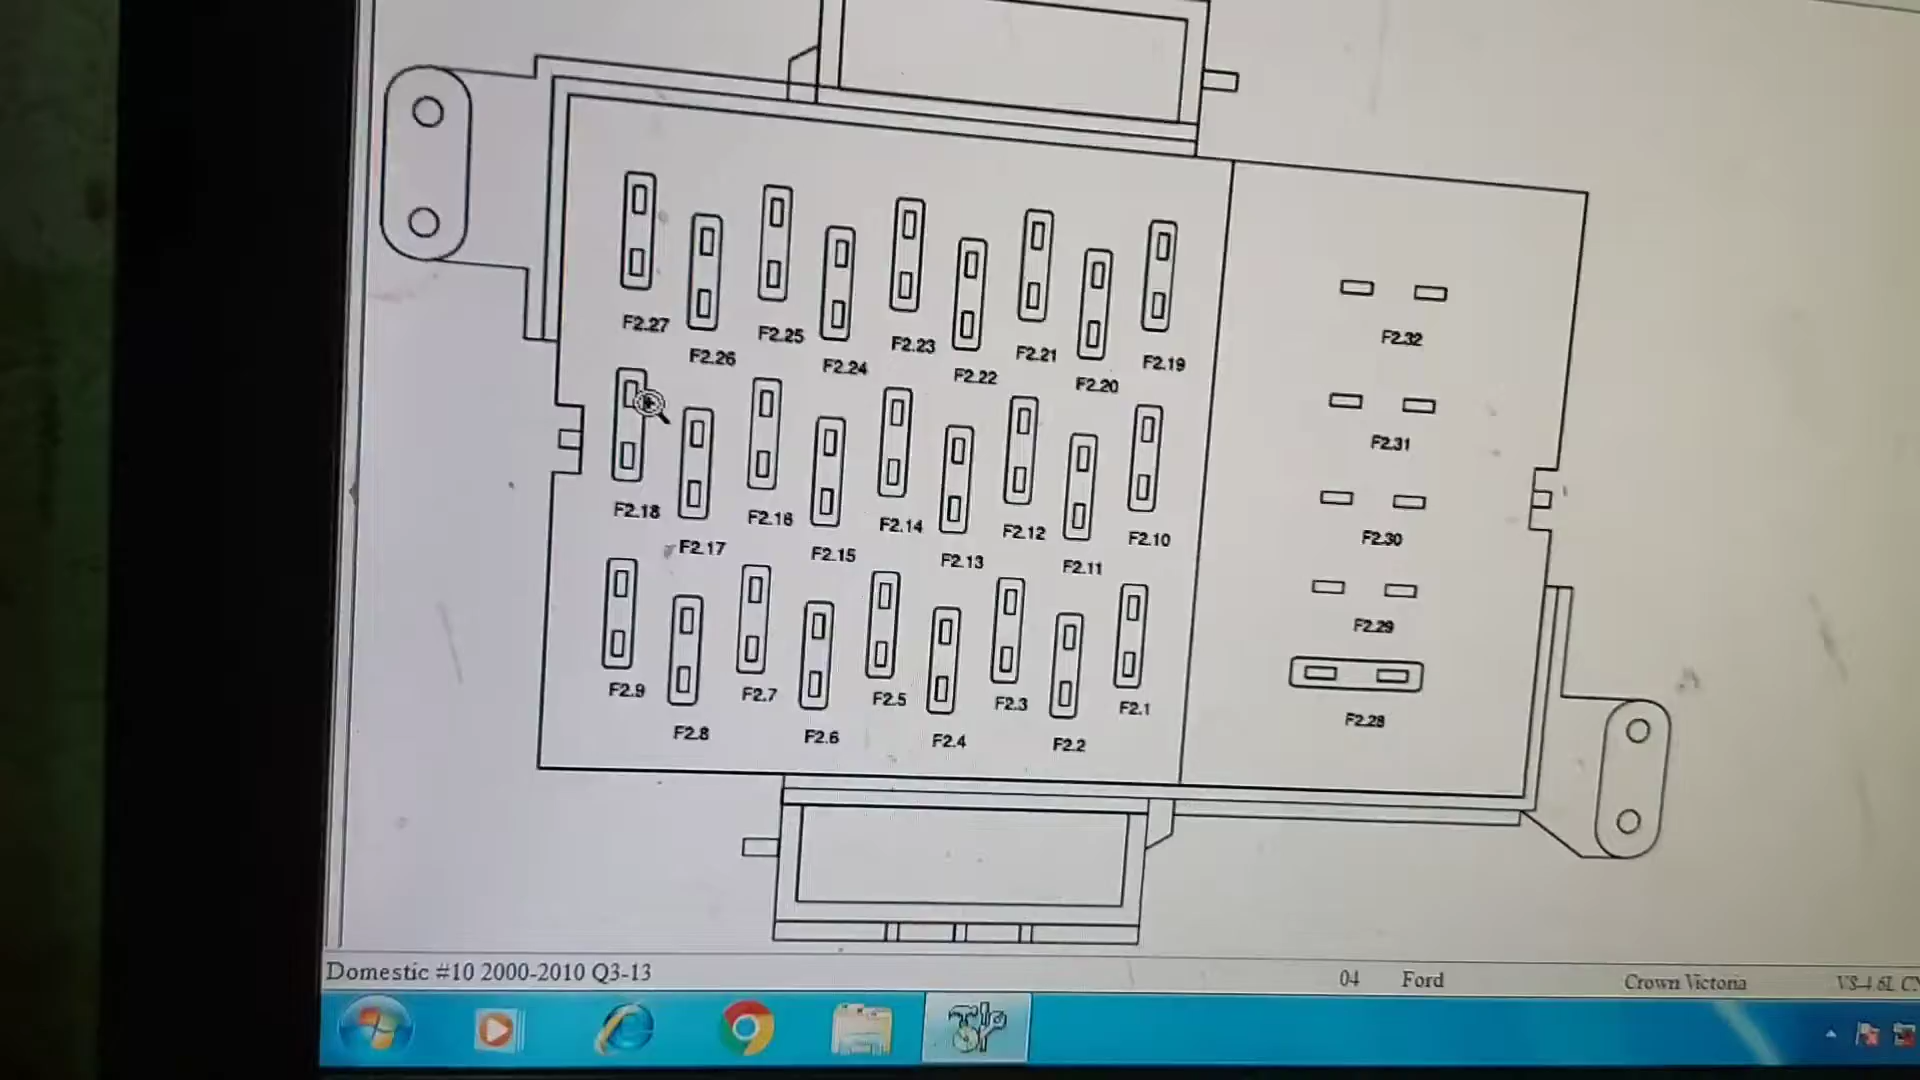 F2.27
F2.26
F2.25
F2.24
F2.23
F2.22
F2.21
F2.20
F2.19
F2.32
F2.31
F2.30
F2.29
F2.28
F2.18
F2.17
F2.16
F2.15
F2.14
F2.13
F2.12
F2.11
F2.10
F2.9
F2.8
F2.7
F2.6
F2.5
F2.4
F2.3
F2.2
F2.1
Domestic #10 2000-2010 Q3-13 04 Ford Crown Victoria